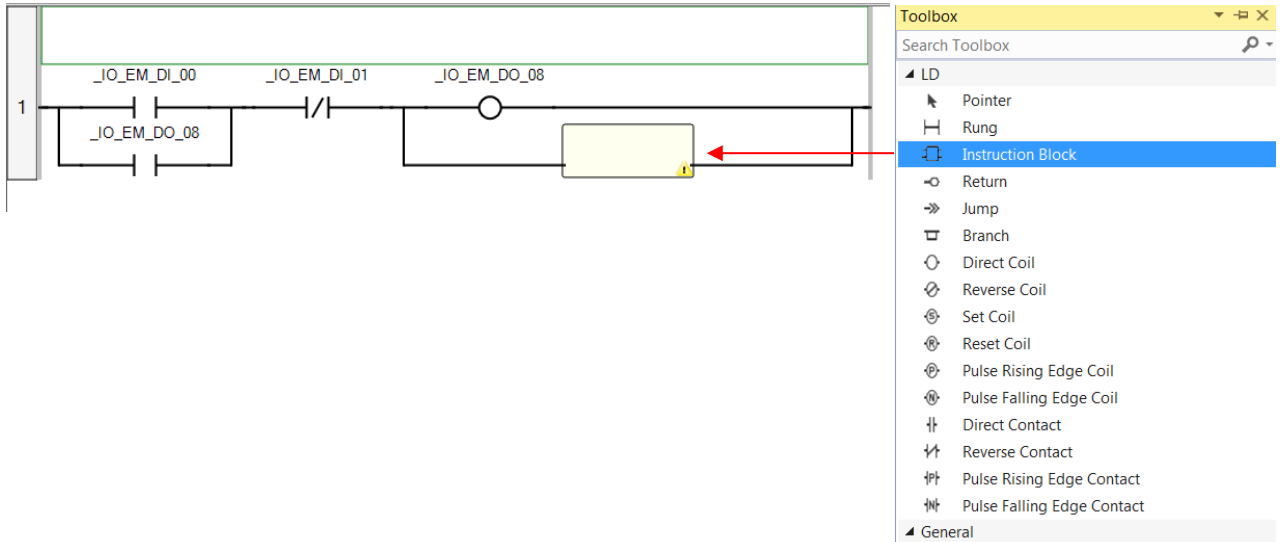 _IO_EM_DI_00 _IO_EM_DI_01 _IO_EM_DO_08
1
_IO_EM_DO_08
Toolbox
Search Toolbox
LD
Pointer
Rung
Instruction Block
Return
Jump
Branch
Direct Coil
Reverse Coil
Set Coil
Reset Coil
Pulse Rising Edge Coil
Pulse Falling Edge Coil
Direct Contact
Reverse Contact
Pulse Rising Edge Contact
Pulse Falling Edge Contact
General